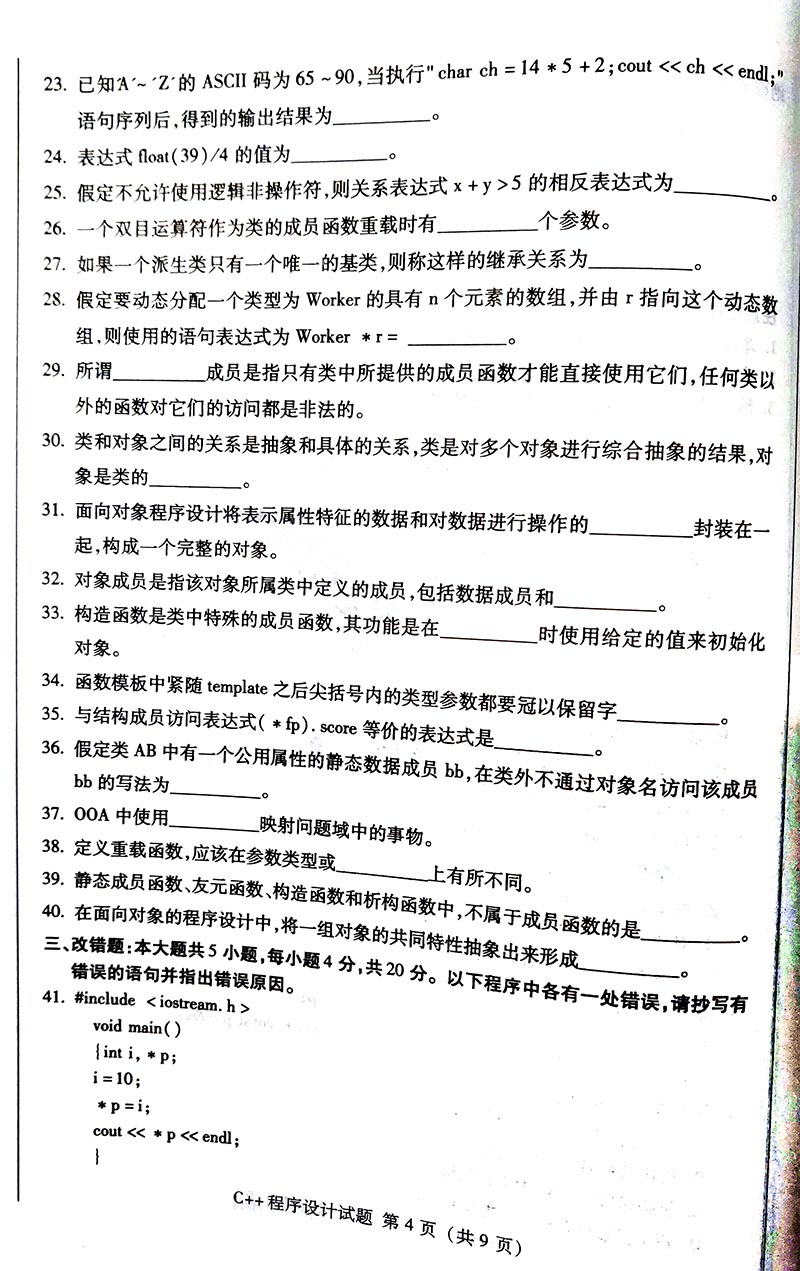 23. 已知'A'~'Z'的 ASCII 码为 65 ~ 90,当执行"char ch = 14 * 5 + 2;cout << ch << endl;"
语句序列后,得到的输出结果为__________。
24. 表达式 float(39)/4 的值为__________。
25. 假定不允许使用逻辑非操作符,则关系表达式 x + y > 5 的相反表达式为__________。
26. 一个双目运算符作为类的成员函数重载时有__________个参数。
27. 如果一个派生类只有一个唯一的基类,则称这样的继承关系为__________。
28. 假定要动态分配一个类型为 Worker 的具有 n 个元素的数组,并由 r 指向这个动态数
组,则使用的语句表达式为 Worker * r = __________。
29. 所谓__________成员是指只有类中所提供的成员函数才能直接使用它们,任何类以
外的函数对它们的访问都是非法的。
30. 类和对象之间的关系是抽象和具体的关系,类是对多个对象进行综合抽象的结果,对
象是类的__________。
31. 面向对象程序设计将表示属性特征的数据和对数据进行操作的__________封装在一
起,构成一个完整的对象。
32. 对象成员是指该对象所属类中定义的成员,包括数据成员和__________。
33. 构造函数是类中特殊的成员函数,其功能是在__________时使用给定的值来初始化
对象。
34. 函数模板中紧随 template 之后尖括号内的类型参数都要冠以保留字__________。
35. 与结构成员访问表达式( * fp). score 等价的表达式是__________。
36. 假定类 AB 中有一个公用属性的静态数据成员 bb,在类外不通过对象名访问该成员
bb 的写法为__________。
37. OOA 中使用__________映射问题域中的事物。
38. 定义重载函数,应该在参数类型或__________上有所不同。
39. 静态成员函数、友元函数、构造函数和析构函数中,不属于成员函数的是__________。
40. 在面向对象的程序设计中,将一组对象的共同特性抽象出来形成__________。
三、改错题:本大题共 5 小题,每小题 4 分,共 20 分。以下程序中各有一处错误,请抄写有
错误的语句并指出错误原因。
41. #include < iostream. h >
void main( )
{int i, * p;
i = 10;
* p = i;
cout << * p << endl;
}
C++ 程序设计试题 第 4 页 (共 9 页)